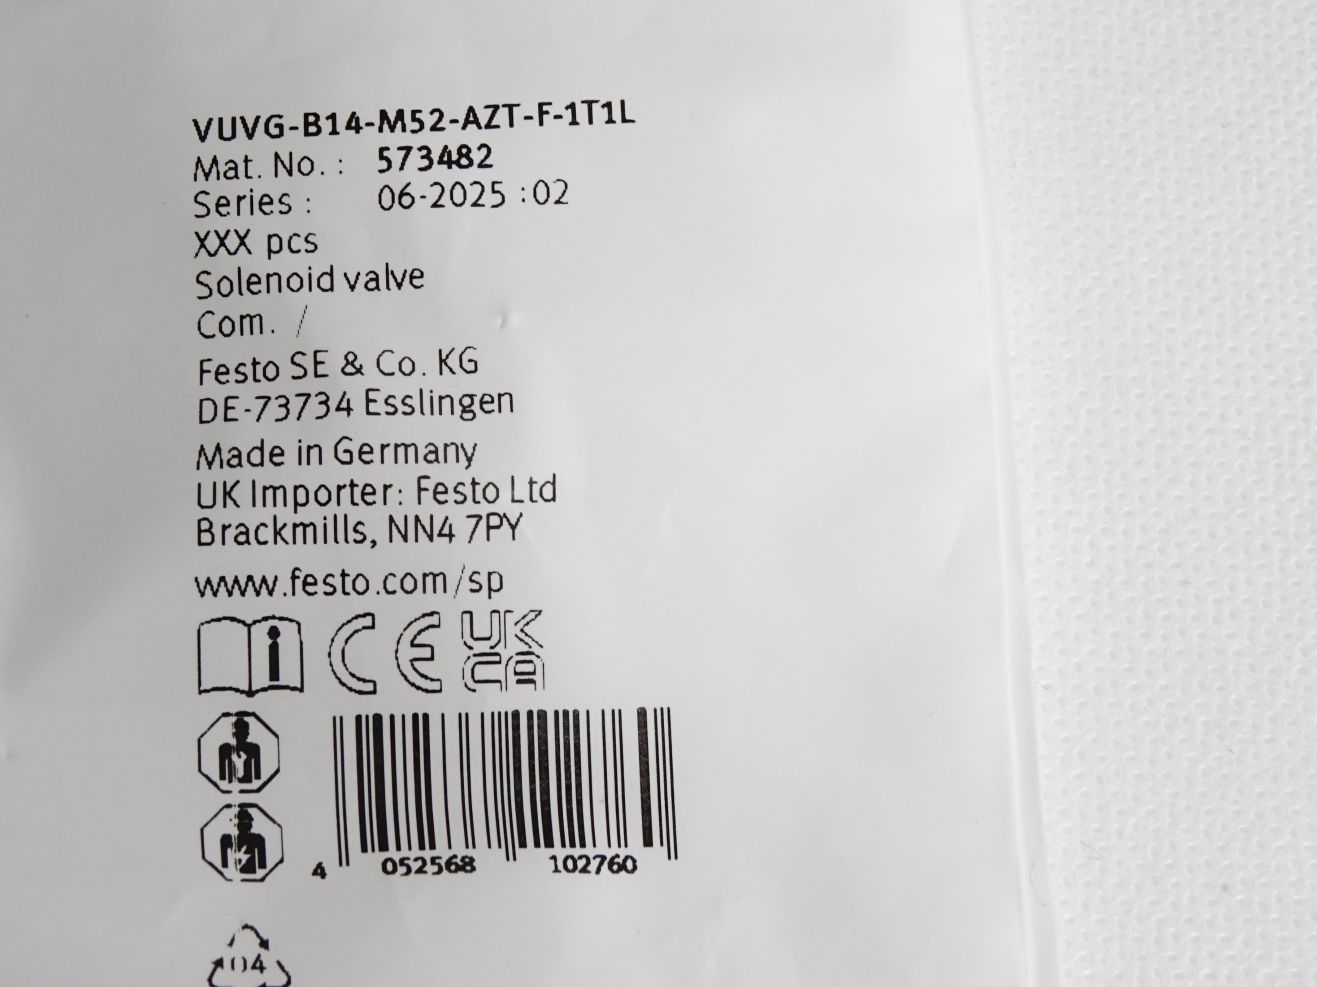 VUVG-B14-M52-AZT-F-1T1L
Mat. No. : 573482
Series : 06-2025 :02
XXX pcs
Solenoid valve
Com. /
Festo SE & Co. KG
DE-73734 Esslingen
Made in Germany
UK Importer: Festo Ltd
Brackmills, NN4 7PY
www.festo.com/sp
i CE UK
CA
4 052568 102760
04